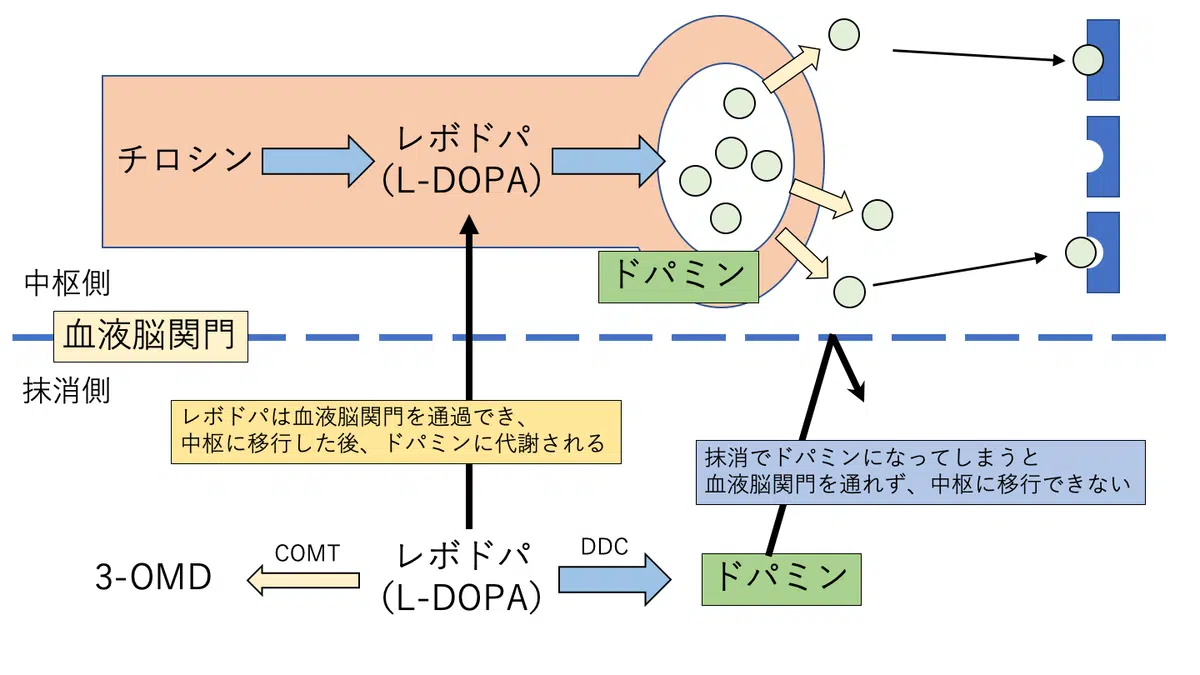 チロシン
レボドパ
(L-DOPA)
ドパミン
中枢側
血液脳関門
抹消側
レボドパは血液脳関門を通過でき、
中枢に移行した後、ドパミンに代謝される
抹消でドパミンになってしまうと
血液脳関門を通れず、中枢に移行できない
3-OMD
COMT
レボドパ
(L-DOPA)
DDC
ドパミン